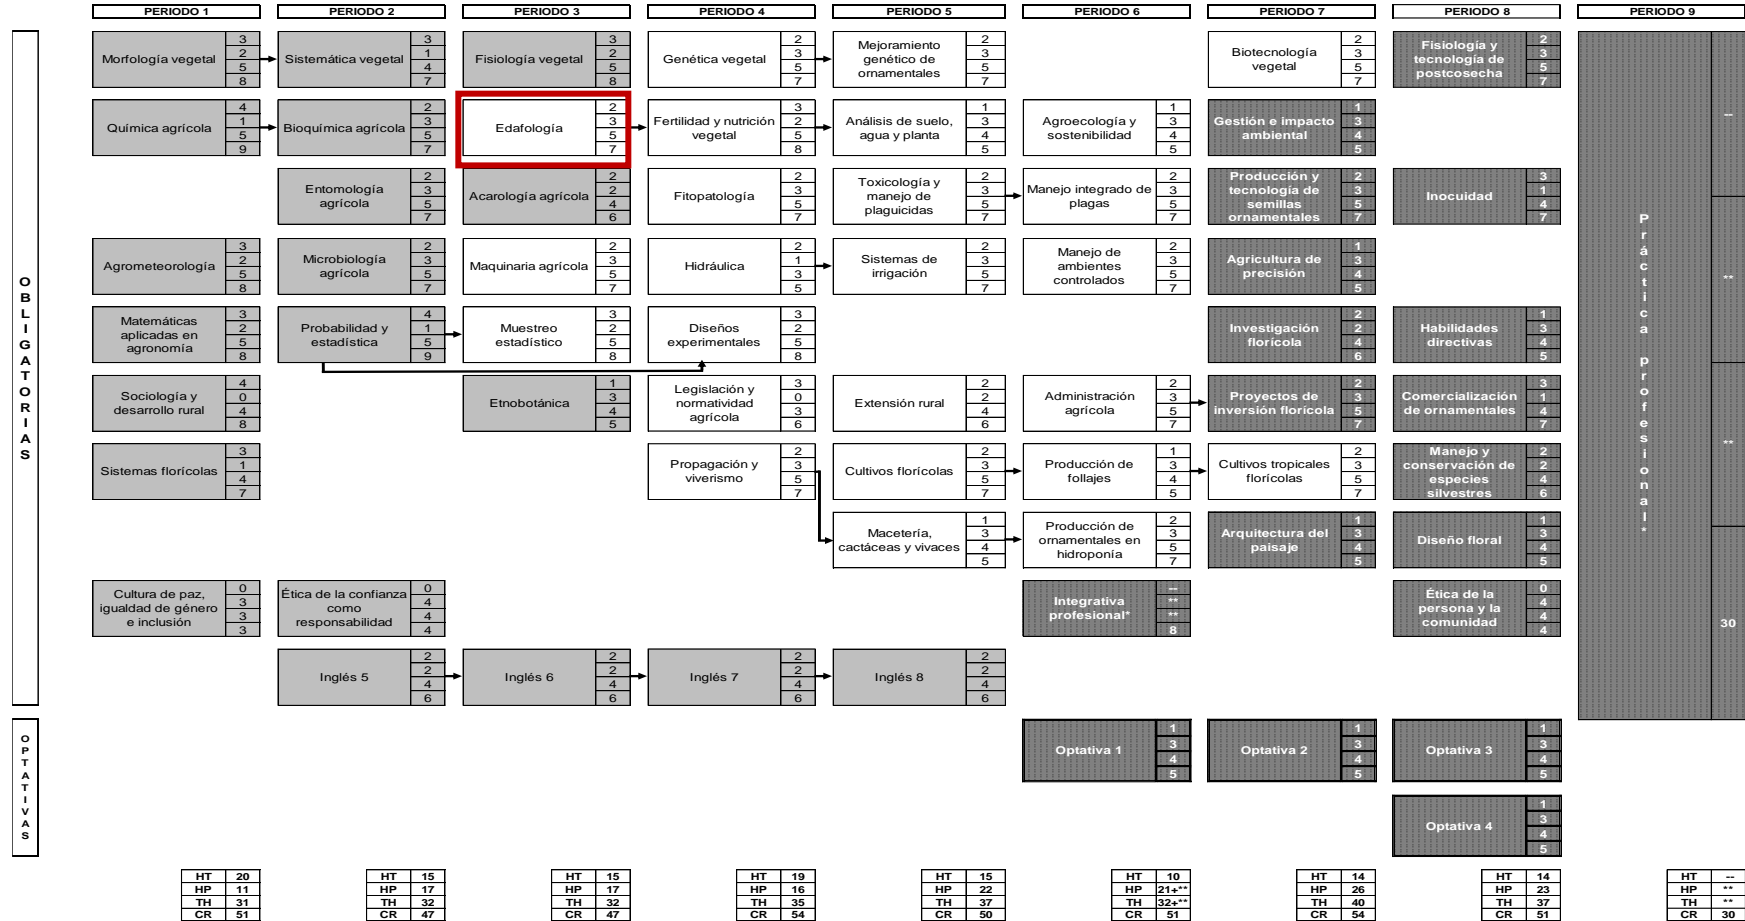 PERIODO 1 PERIODO 2 PERIODO 3 PERIODO 4 PERIODO 5 PERIODO 6 PERIODO 7 PERIODO 8 PERIODO 9
OBLIGATORIAS
Morfología vegetal 3 2 5 8
Sistemática vegetal 3 1 4 7
Fisiología vegetal 3 2 5 8
Genética vegetal 2 3 5 7
Mejoramiento
genético de
ornamentales 2 3 5 7
Biotecnología
vegetal 2 3 5 7
Fisiología y
tecnología de
postcosecha 2 3 5 7
Química agrícola 4 1 5 9
Bioquímica agrícola 2 3 5 7
Edafología 2 3 5 7
Fertilidad y nutrición
vegetal 3 2 5 8
Análisis de suelo,
agua y planta 1 3 4 5
Agroecología y
sostenibilidad 1 3 4 5
Gestión e impacto
ambiental 1 3 4 5
Entomología
agrícola 2 3 5 7
Acarología agrícola 2 2 4 6
Fitopatología 2 3 5 7
Toxicología y
manejo de
plaguicidas 2 3 5 7
Manejo integrado de
plagas 2 3 5 7
Producción y
tecnología de
semillas
ornamentales 2 3 5 7
Inocuidad 3 1 4 7
Agrometeorología 3 2 5 8
Microbiología
agrícola 2 3 5 7
Maquinaria agrícola 2 3 5 7
Hidráulica 2 1 3 5
Sistemas de
irrigación 2 3 5 7
Manejo de
ambientes
controlados 2 3 5 7
Agricultura de
precisión 1 3 4 5
Matemáticas
aplicadas en
agronomía 3 2 5 8
Probabilidad y
estadística 4 1 5 9
Muestreo
estadístico 3 2 5 8
Diseños
experimentales 3 2 5 8
Investigación
florícola 2 2 4 6
Habilidades
directivas 1 3 4 5
Sociología y
desarrollo rural 4 0 4 8
Etnobotánica 1 3 4 5
Legislación y
normatividad
agrícola 3 0 3 6
Extensión rural 2 2 4 6
Administración
agrícola 2 3 5 7
Proyectos de
inversión florícola 2 3 5 7
Comercialización
de ornamentales 3 1 4 7
Sistemas florícolas 3 1 4 7
Propagación y
viverismo 2 3 5 7
Cultivos florícolas 2 3 5 7
Producción de
follajes 1 3 4 5
Cultivos tropicales
florícolas 2 3 5 7
Manejo y
conservación de
especies
silvestres 2 2 4 6
Macetería,
cactáceas y vivaces 1 3 4 5
Producción de
ornamentales en
hidroponía 2 3 5 7
Arquitectura del
paisaje 1 3 4 5
Diseño floral 1 3 4 5
Cultura de paz,
igualdad de género
e inclusión 0 3 3 3
Ética de la confianza
como
responsabilidad 0 4 4 4
Integrativa
profesional* -- ** ** 8
Ética de la
persona y la
comunidad 0 4 4 4
Inglés 5 2 2 4 6
Inglés 6 2 2 4 6
Inglés 7 2 2 4 6
Inglés 8 2 2 4 6
Práctica profesional* -- ** ** 30
OPTATIVAS
Optativa 1 1 3 4 5
Optativa 2 1 3 4 5
Optativa 3 1 3 4 5
Optativa 4 1 3 4 5
HT 20 HT 15 HT 15 HT 19 HT 15 HT 10 HT 14 HT 14 HT --
HP 11 HP 17 HP 17 HP 16 HP 22 HP 21+** HP 26 HP 23 HP **
TH 31 TH 32 TH 32 TH 35 TH 37 TH 32+** TH 40 TH 37 TH **
CR 51 CR 47 CR 47 CR 54 CR 50 CR 51 CR 54 CR 51 CR 30